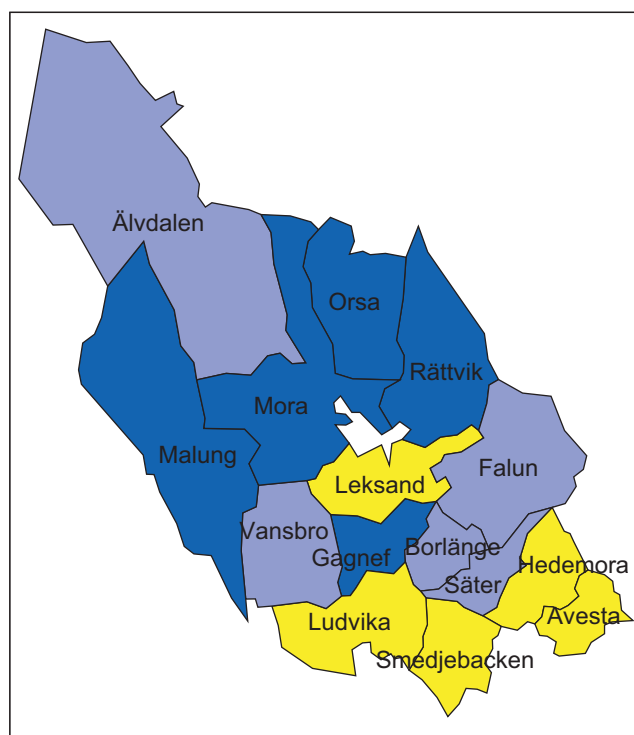 Älvdalen
Orsa
Rättvik
Mora
Malung
Falun
Leksand
Vansbro
Borlänge
Gagnef
Hedemora
Säter
Avesta
Ludvika
Smedjebacken